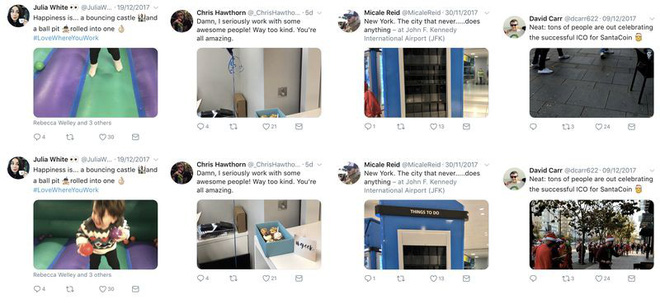 Julia White 👀 @JuliaW... · 19/12/2017
Happiness is... a bouncing castle 🏰and
a ball pit 🤹rolled into one 👌🏻
#LoveWhereYouWork
Rebecca Welley and 3 others
4 30
Chris Hawthorn @_ChrisHawtho... · 5d
Damn, I seriously work with some
awesome people! Way too kind. You're
all amazing.
4 21
Micale Reid @MicaleReid · 30/11/2017
New York. The city that never.....does
anything – at John F. Kennedy
International Airport (JFK)
1 15
David Carr @dcarr622 · 09/12/2017
Neat: tons of people are out celebrating
the successful ICO for SantaCoin 🎅
3 24
Julia White 👀 @JuliaW... · 19/12/2017
Happiness is... a bouncing castle 🏰and
a ball pit 🤹rolled into one 👌🏻
#LoveWhereYouWork
Rebecca Welley and 3 others
4 30
Chris Hawthorn @_ChrisHawtho... · 5d
Damn, I seriously work with some
awesome people! Way too kind. You're
all amazing.
4 21
Micale Reid @MicaleReid · 30/11/2017
New York. The city that never.....does
anything – at John F. Kennedy
International Airport (JFK)
THINGS TO DO
1 15
David Carr @dcarr622 · 09/12/2017
Neat: tons of people are out celebrating
the successful ICO for SantaCoin 🎅
3 24